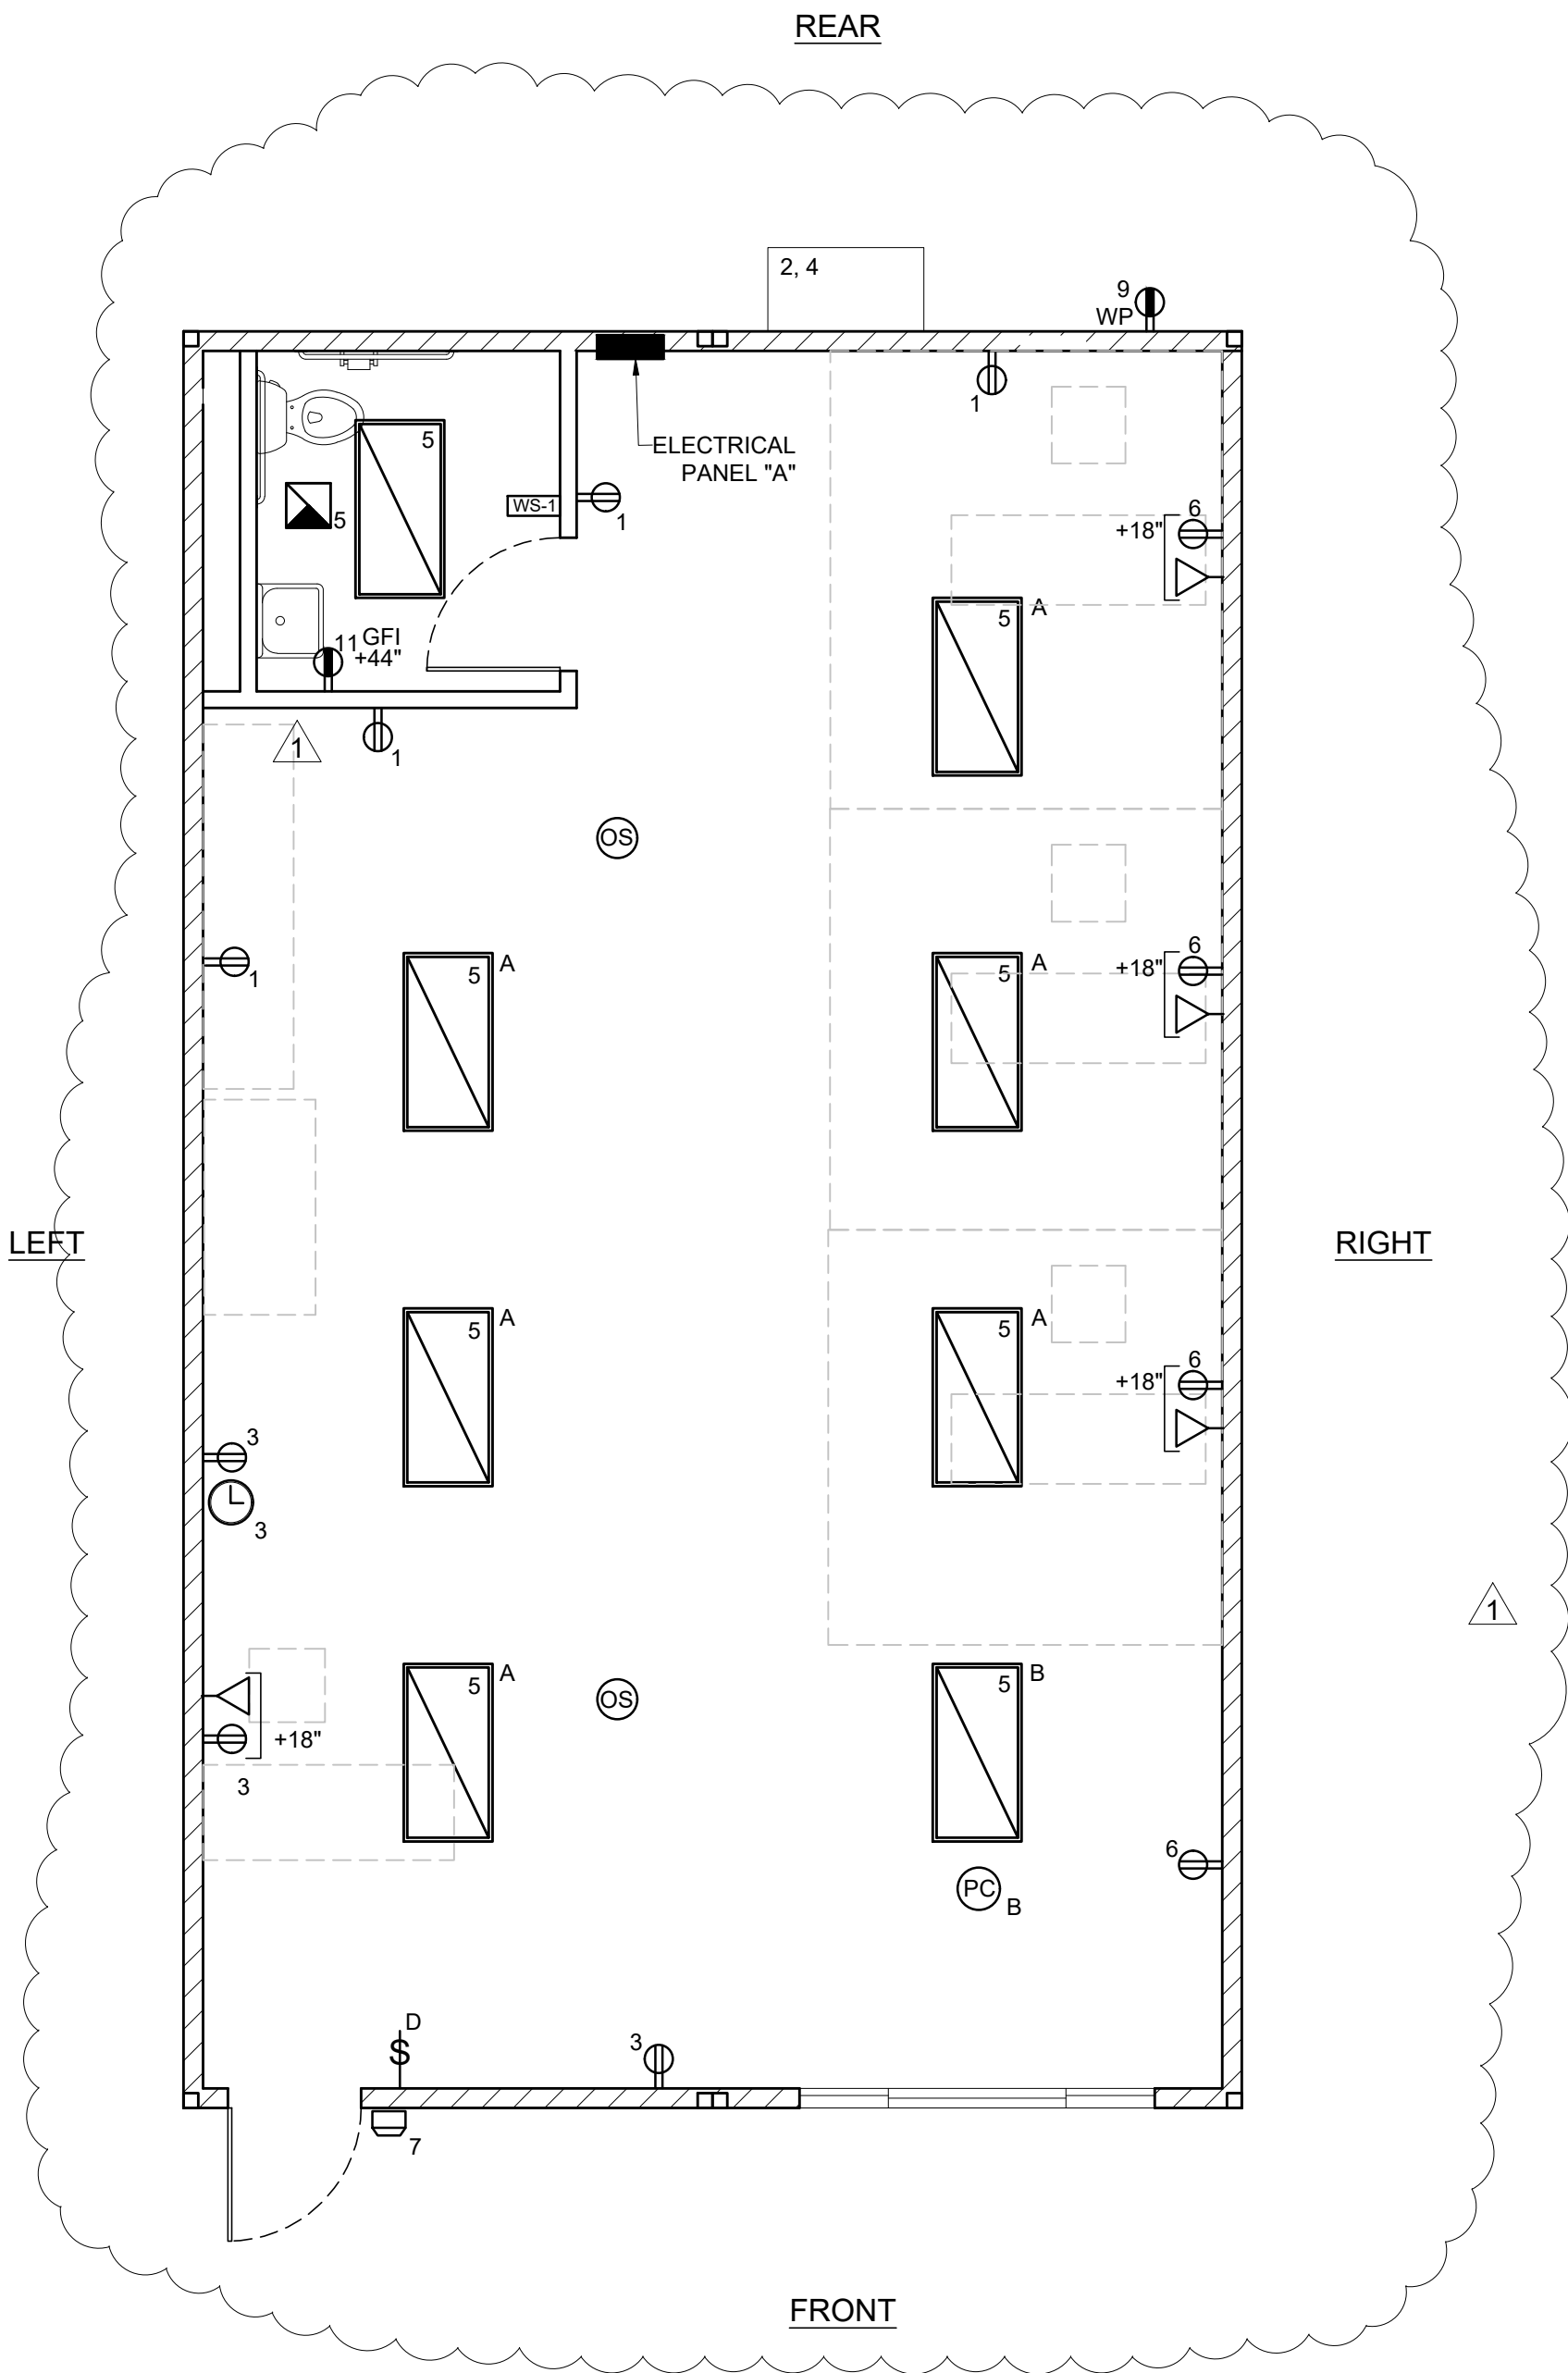 REAR
2, 4
9
WP
1
ELECTRICAL
PANEL "A"
5
5
WS-1
1
6
+18"
5
A
11
GFI
+44"
1
1
OS
5
A
5
A
6
+18"
1
LEFT
RIGHT
5
A
5
A
6
+18"
3
3
1
5
A
OS
5
B
+18"
3
6
PC
B
D
S
3
7
FRONT